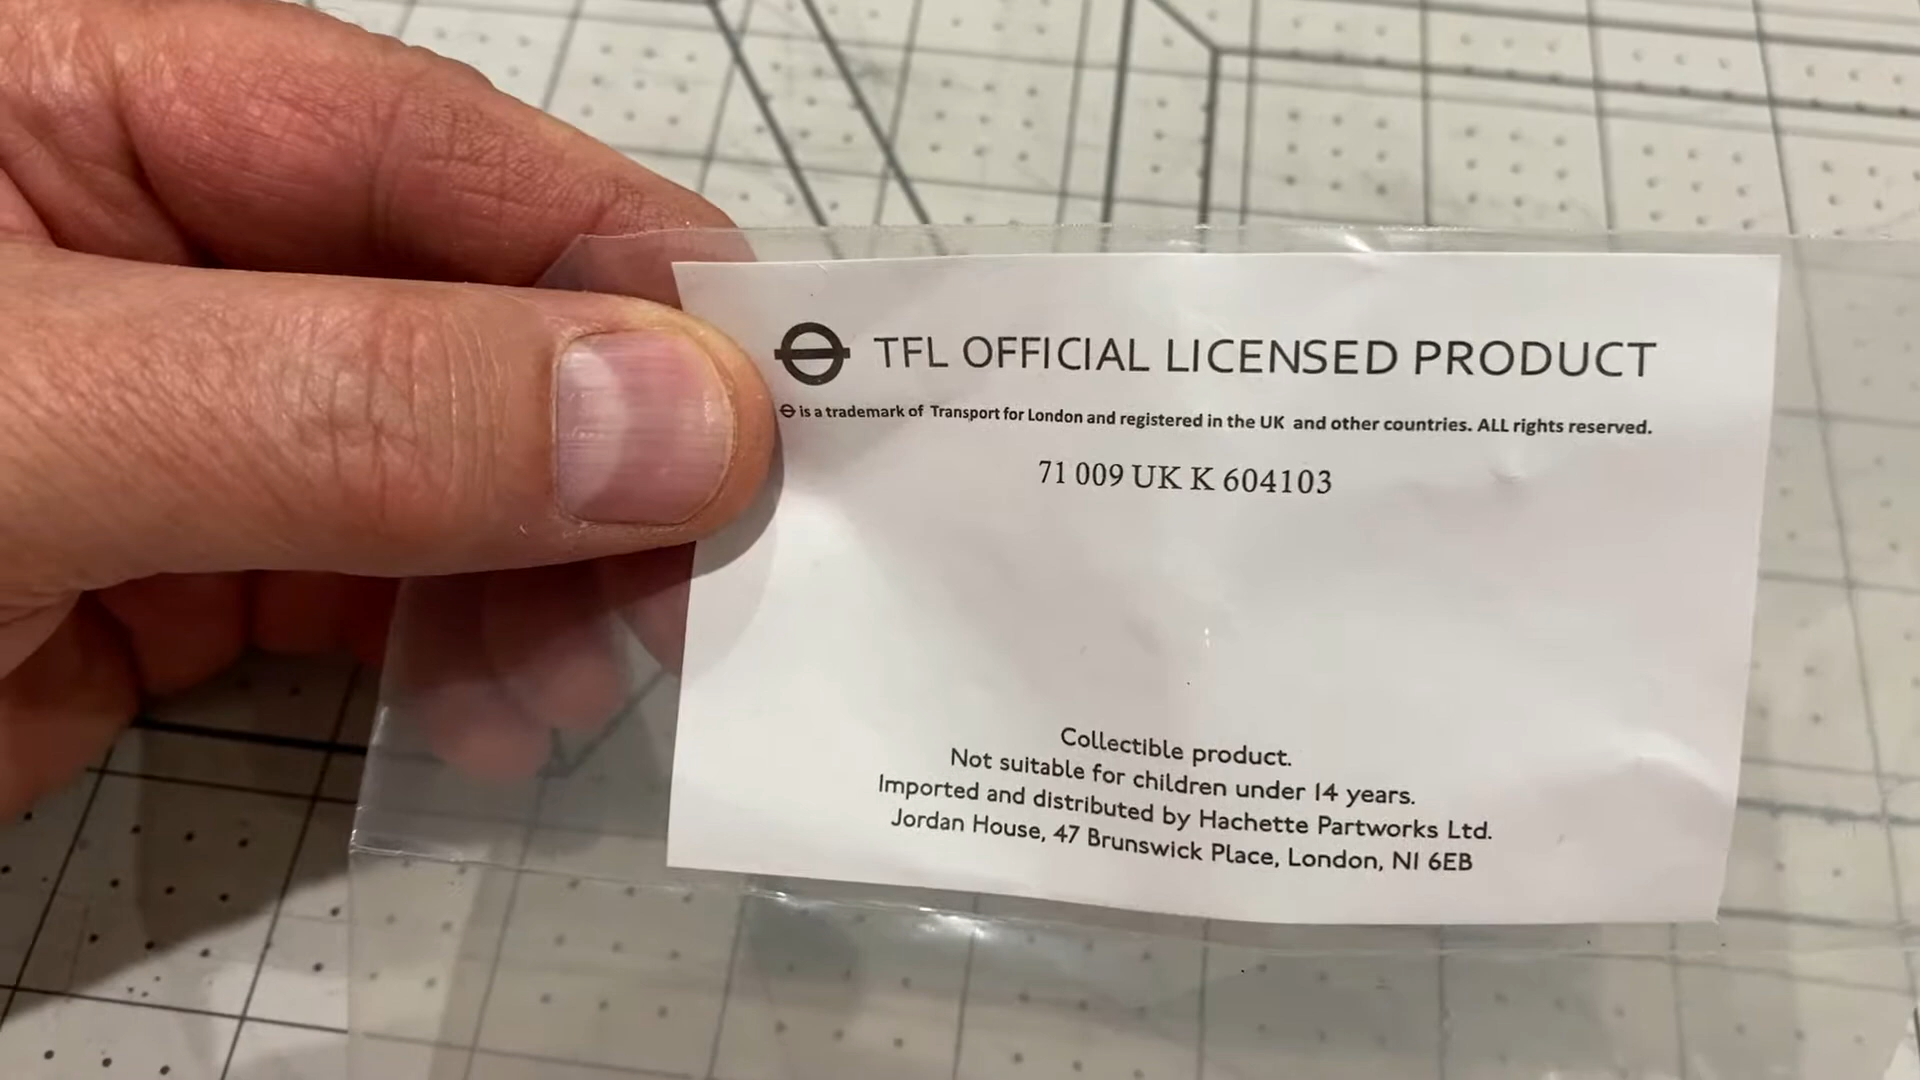 TFL OFFICIAL LICENSED PRODUCT
is a trademark of Transport for London and registered in the UK and other countries. ALL rights reserved.
71 009 UK K 604103
Collectible product.
Not suitable for children under 14 years.
Imported and distributed by Hachette Partworks Ltd.
Jordan House, 47 Brunswick Place, London, N1 6EB